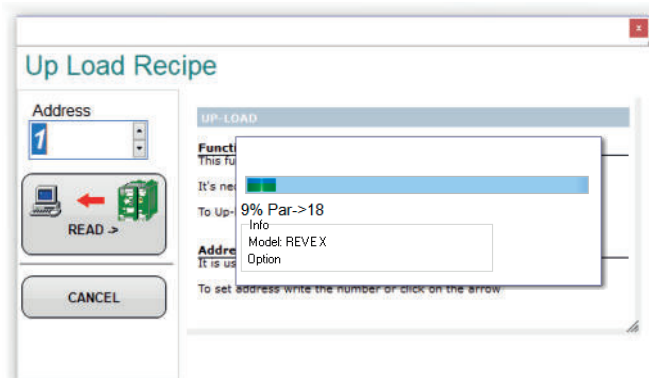 Up Load Recipe
Address
1
READ ->
CANCEL
UP-LOAD
Functi
This fu
It's ne
To Up-
9% Par->18
Info
Model: REVE X
Option
Addre
It is us
To set address write the number or click on the arrow